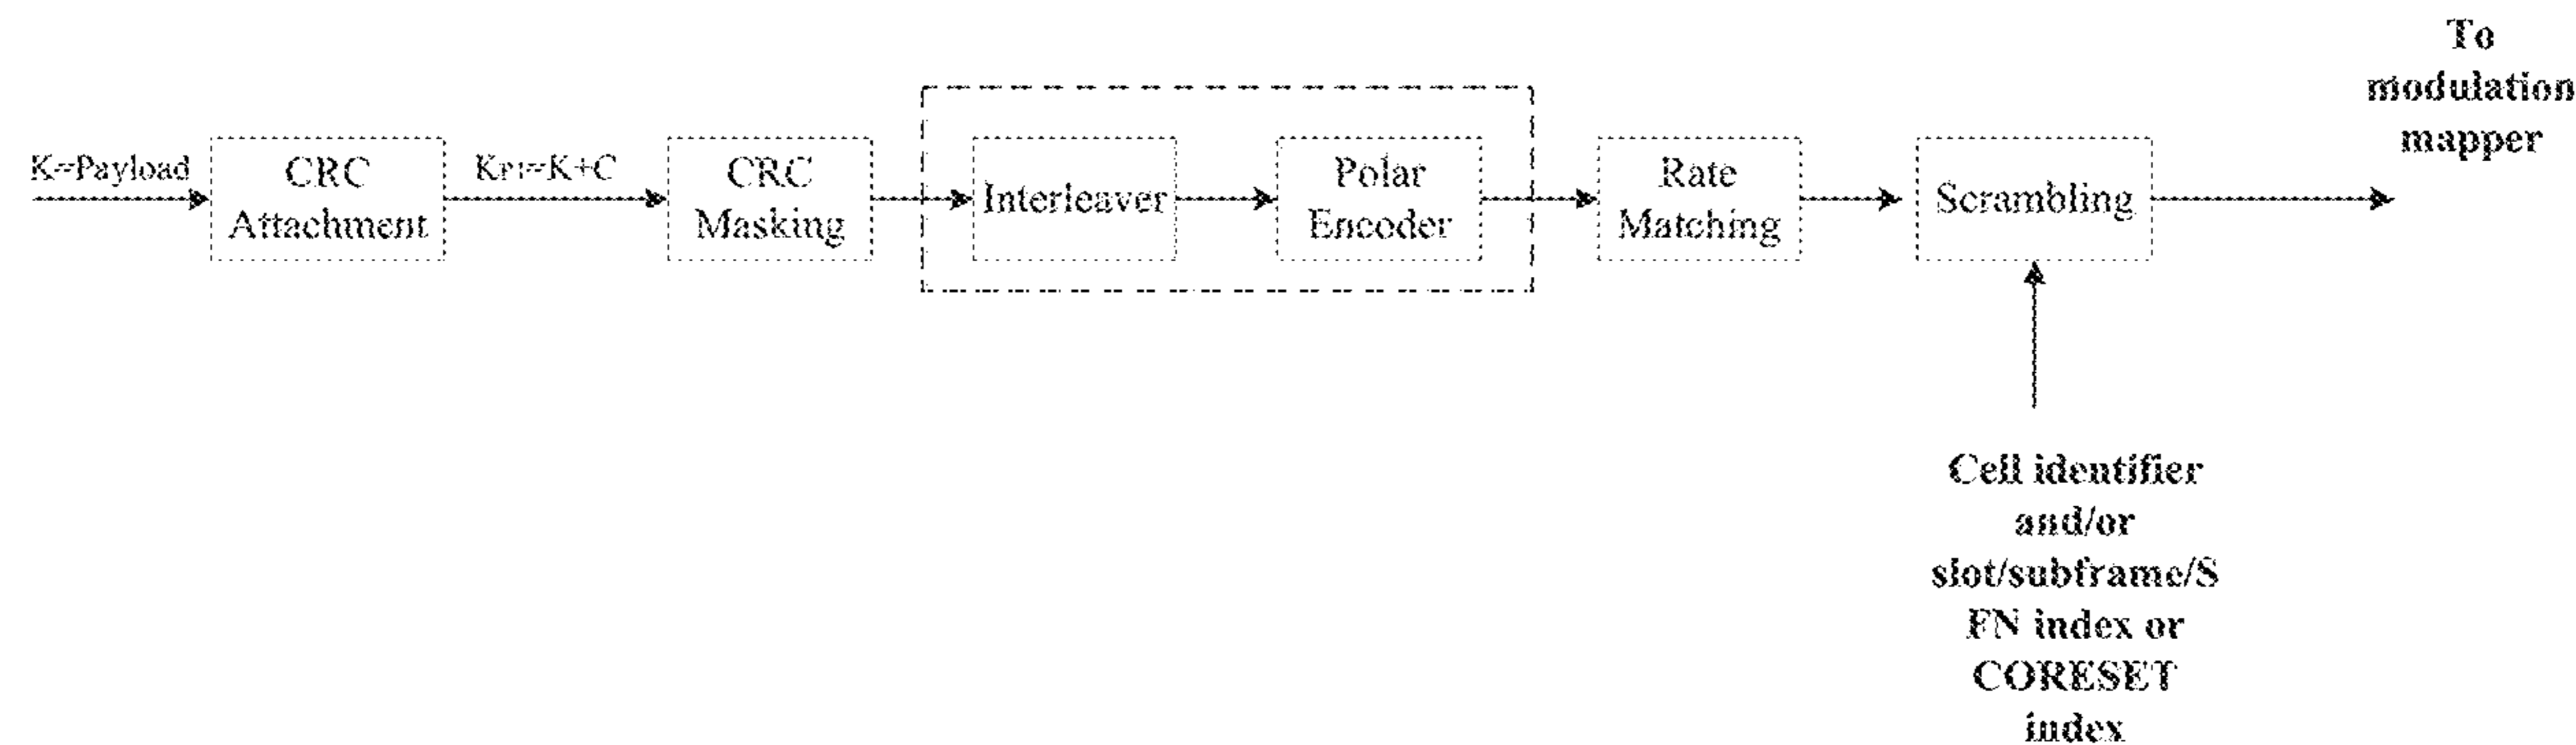 To
modulation
mapper
K=Payload
CRC
Attachment
CRC
Masking
Interleaver
Polar
Encoder
Rate
Matching
Scrambling
Cell identifier
and/or
slot/subframe/S
FN index or
CORESET
index